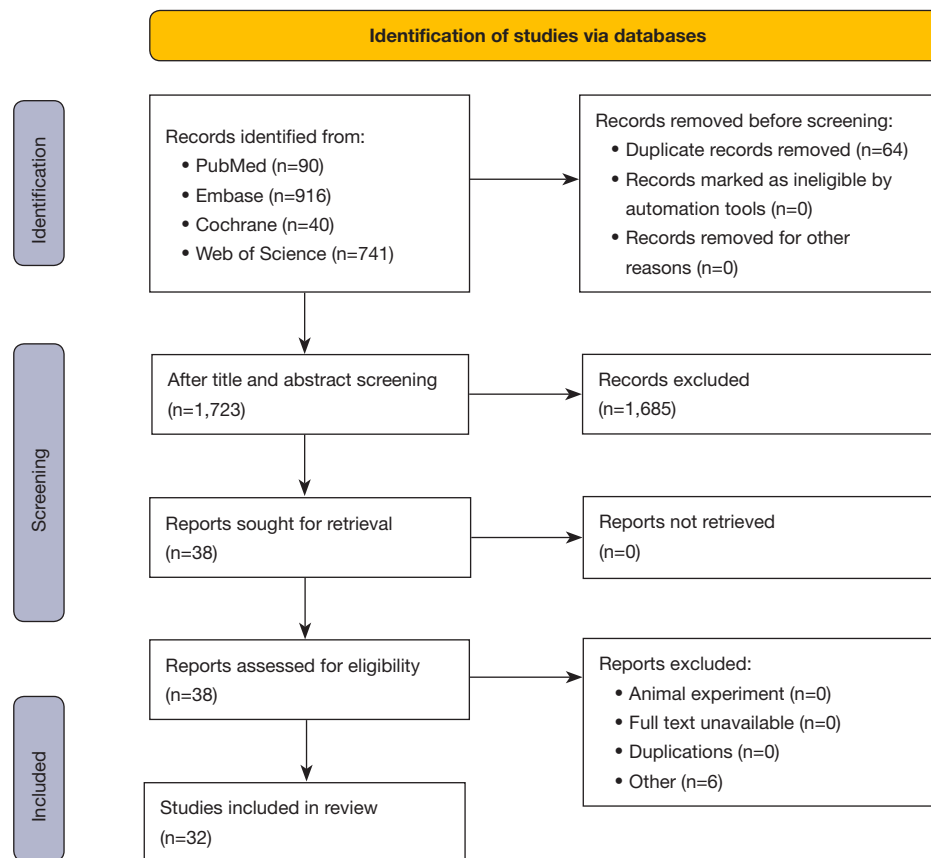 Identification of studies via databases
Identification
Records identified from:
• PubMed (n=90)
• Embase (n=916)
• Cochrane (n=40)
• Web of Science (n=741)
Records removed before screening:
• Duplicate records removed (n=64)
• Records marked as ineligible by
automation tools (n=0)
• Records removed for other
reasons (n=0)
Screening
After title and abstract screening
(n=1,723)
Records excluded
(n=1,685)
Reports sought for retrieval
(n=38)
Reports not retrieved
(n=0)
Reports assessed for eligibility
(n=38)
Reports excluded:
• Animal experiment (n=0)
• Full text unavailable (n=0)
• Duplications (n=0)
• Other (n=6)
Included
Studies included in review
(n=32)